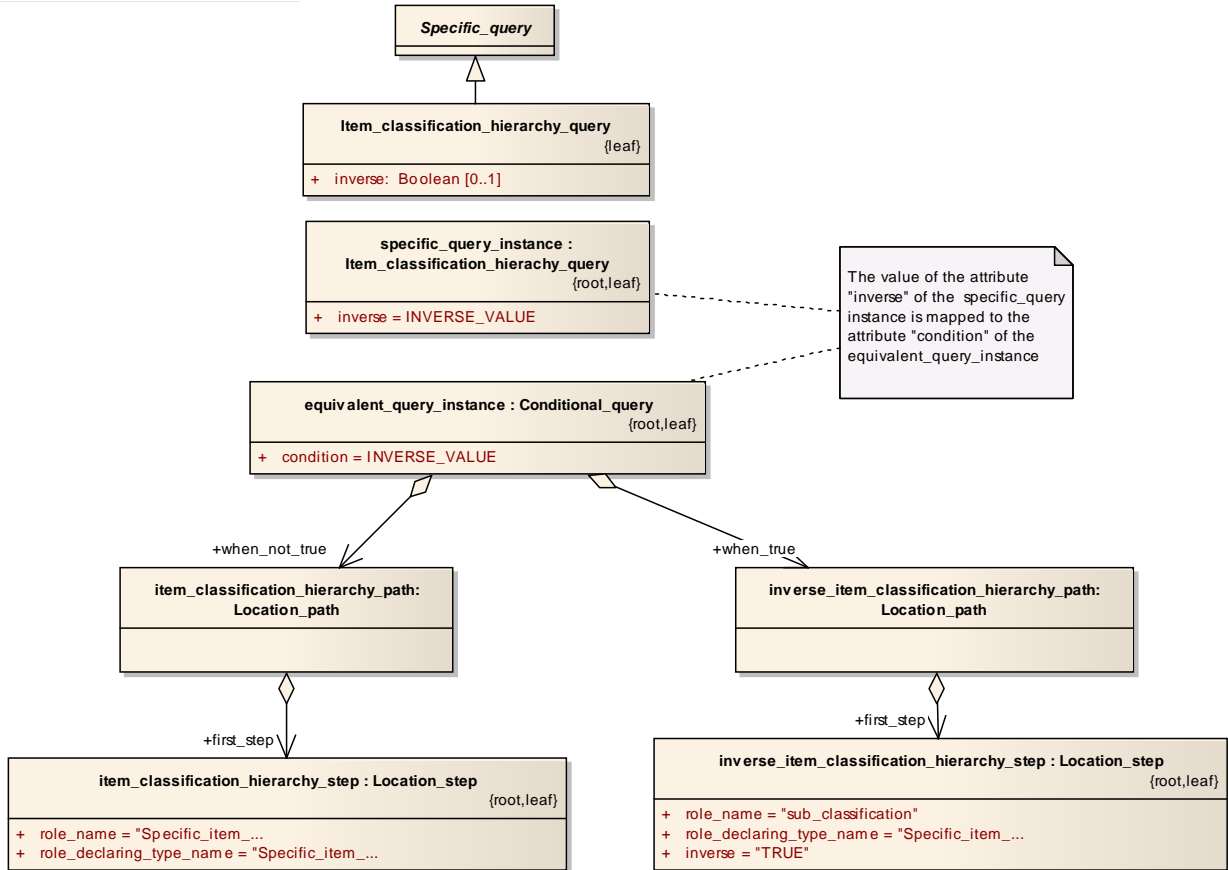 Specific_query
Item_classification_hierarchy_query
{leaf}
+ inverse: Boolean [0..1]
specific_query_instance :
Item_classification_hierachy_query
{root,leaf}
+ inverse = INVERSE_VALUE
The value of the attribute
"inverse" of the specific_query
instance is mapped to the
attribute "condition" of the
equivalent_query_instance
equivalent_query_instance : Conditional_query
{root,leaf}
+ condition = INVERSE_VALUE
+when_not_true
+when_true
item_classification_hierarchy_path:
Location_path
inverse_item_classification_hierarchy_path:
Location_path
+first_step
+first_step
item_classification_hierarchy_step : Location_step
{root,leaf}
+ role_name = "Specific_item_...
+ role_declaring_type_name = "Specific_item_...
inverse_item_classification_hierarchy_step : Location_step
{root,leaf}
+ role_name = "sub_classification"
+ role_declaring_type_name = "Specific_item_...
+ inverse = "TRUE"